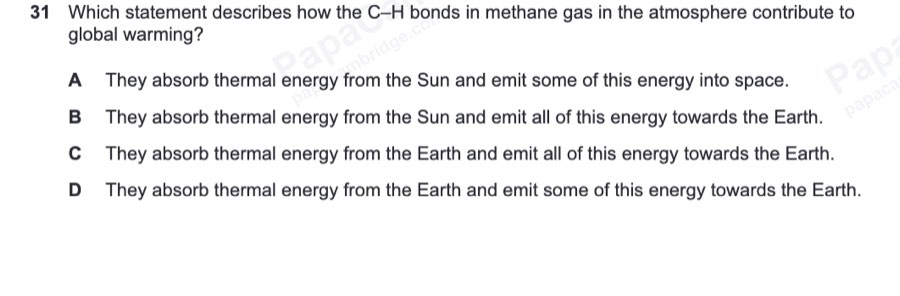 31 Which statement describes how the C–H bonds in methane gas in the atmosphere contribute to
global warming?
A They absorb thermal energy from the Sun and emit some of this energy into space.
B They absorb thermal energy from the Sun and emit all of this energy towards the Earth.
C They absorb thermal energy from the Earth and emit all of this energy towards the Earth.
D They absorb thermal energy from the Earth and emit some of this energy towards the Earth.